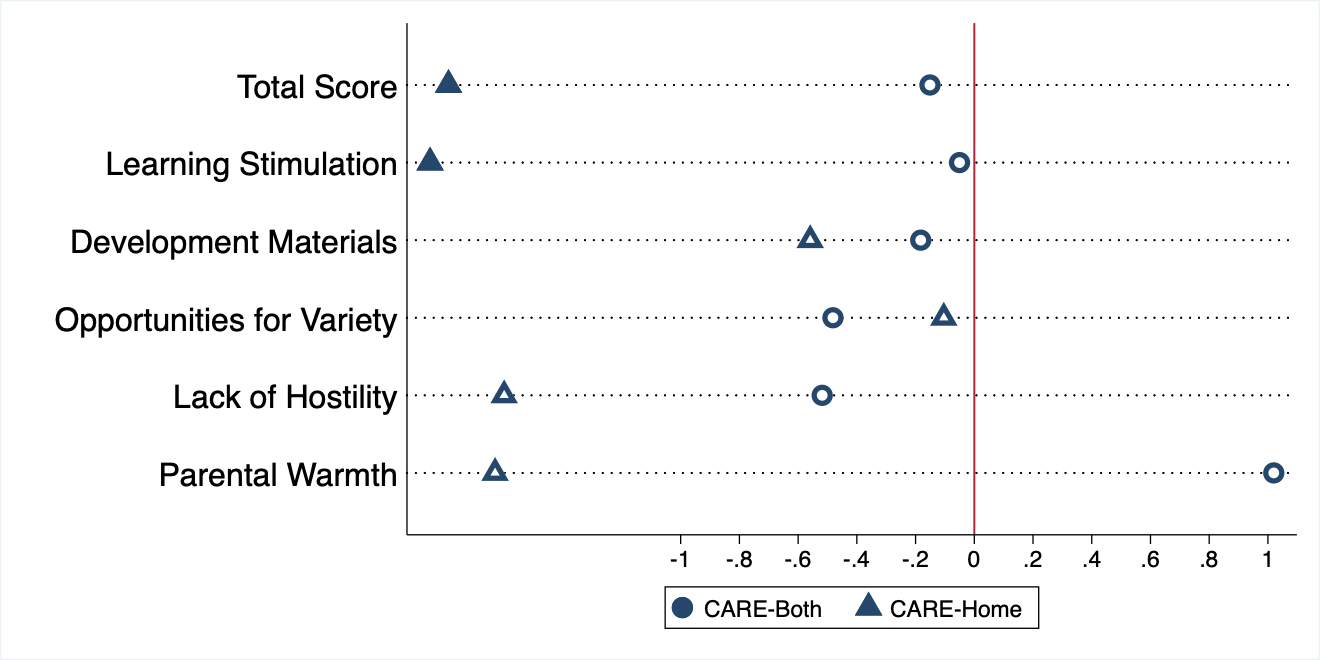 Total Score
Learning Stimulation
Development Materials
Opportunities for Variety
Lack of Hostility
Parental Warmth
-1 -.8 -.6 -.4 -.2 0 .2 .4 .6 .8 1
CARE-Both CARE-Home